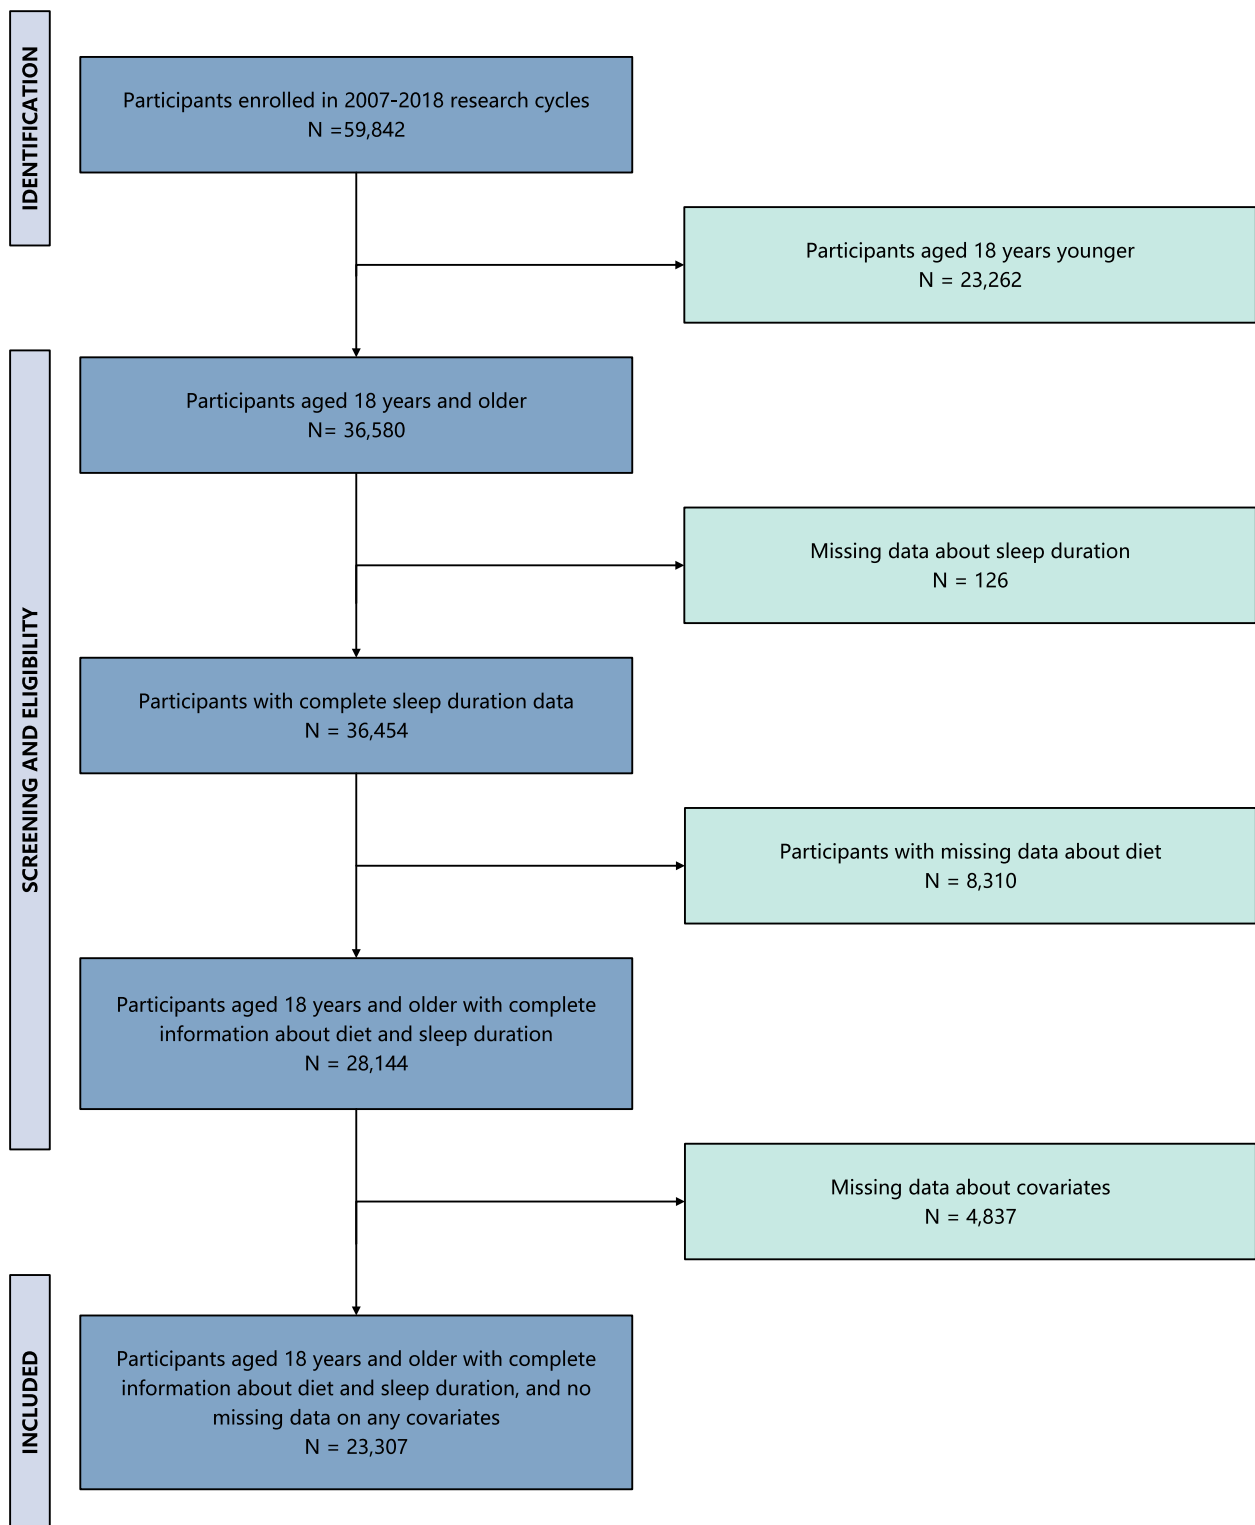 IDENTIFICATION
Participants enrolled in 2007-2018 research cycles
N =59,842
Participants aged 18 years younger
N = 23,262
SCREENING AND ELIGIBILITY
Participants aged 18 years and older
N= 36,580
Missing data about sleep duration
N = 126
Participants with complete sleep duration data
N = 36,454
Participants with missing data about diet
N = 8,310
Participants aged 18 years and older with complete
information about diet and sleep duration
N = 28,144
Missing data about covariates
N = 4,837
INCLUDED
Participants aged 18 years and older with complete
information about diet and sleep duration, and no
missing data on any covariates
N = 23,307